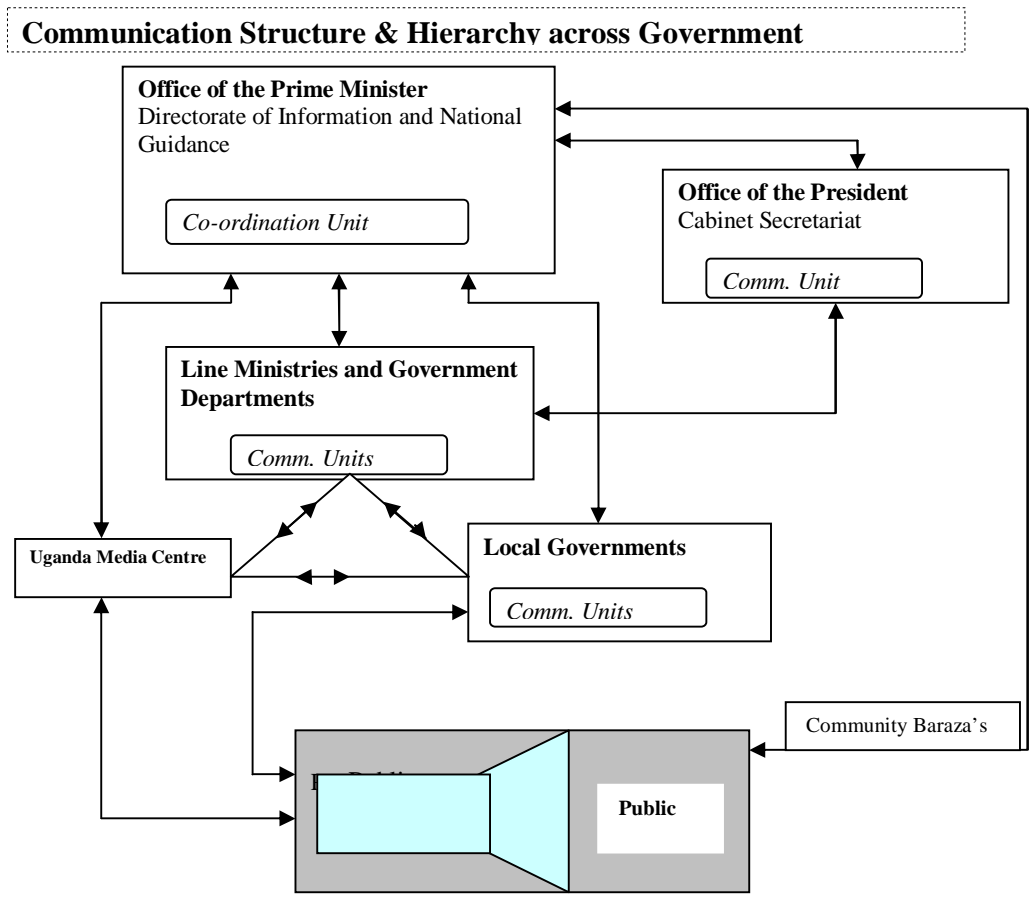 Communication Structure & Hierarchy across Government
Office of the Prime Minister
Directorate of Information and National
Guidance
Co-ordination Unit
Office of the President
Cabinet Secretariat
Comm. Unit
Line Ministries and Government
Departments
Comm. Units
Uganda Media Centre
Local Governments
Comm. Units
Community Baraza's
Public